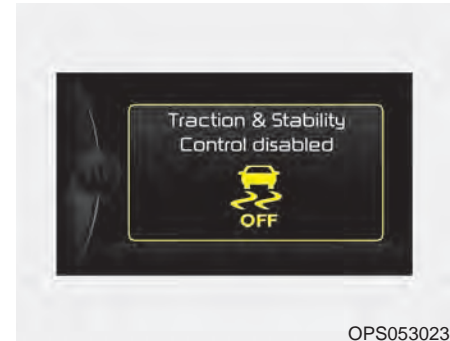 Traction & Stability
Control disabled
OFF
OPS053023